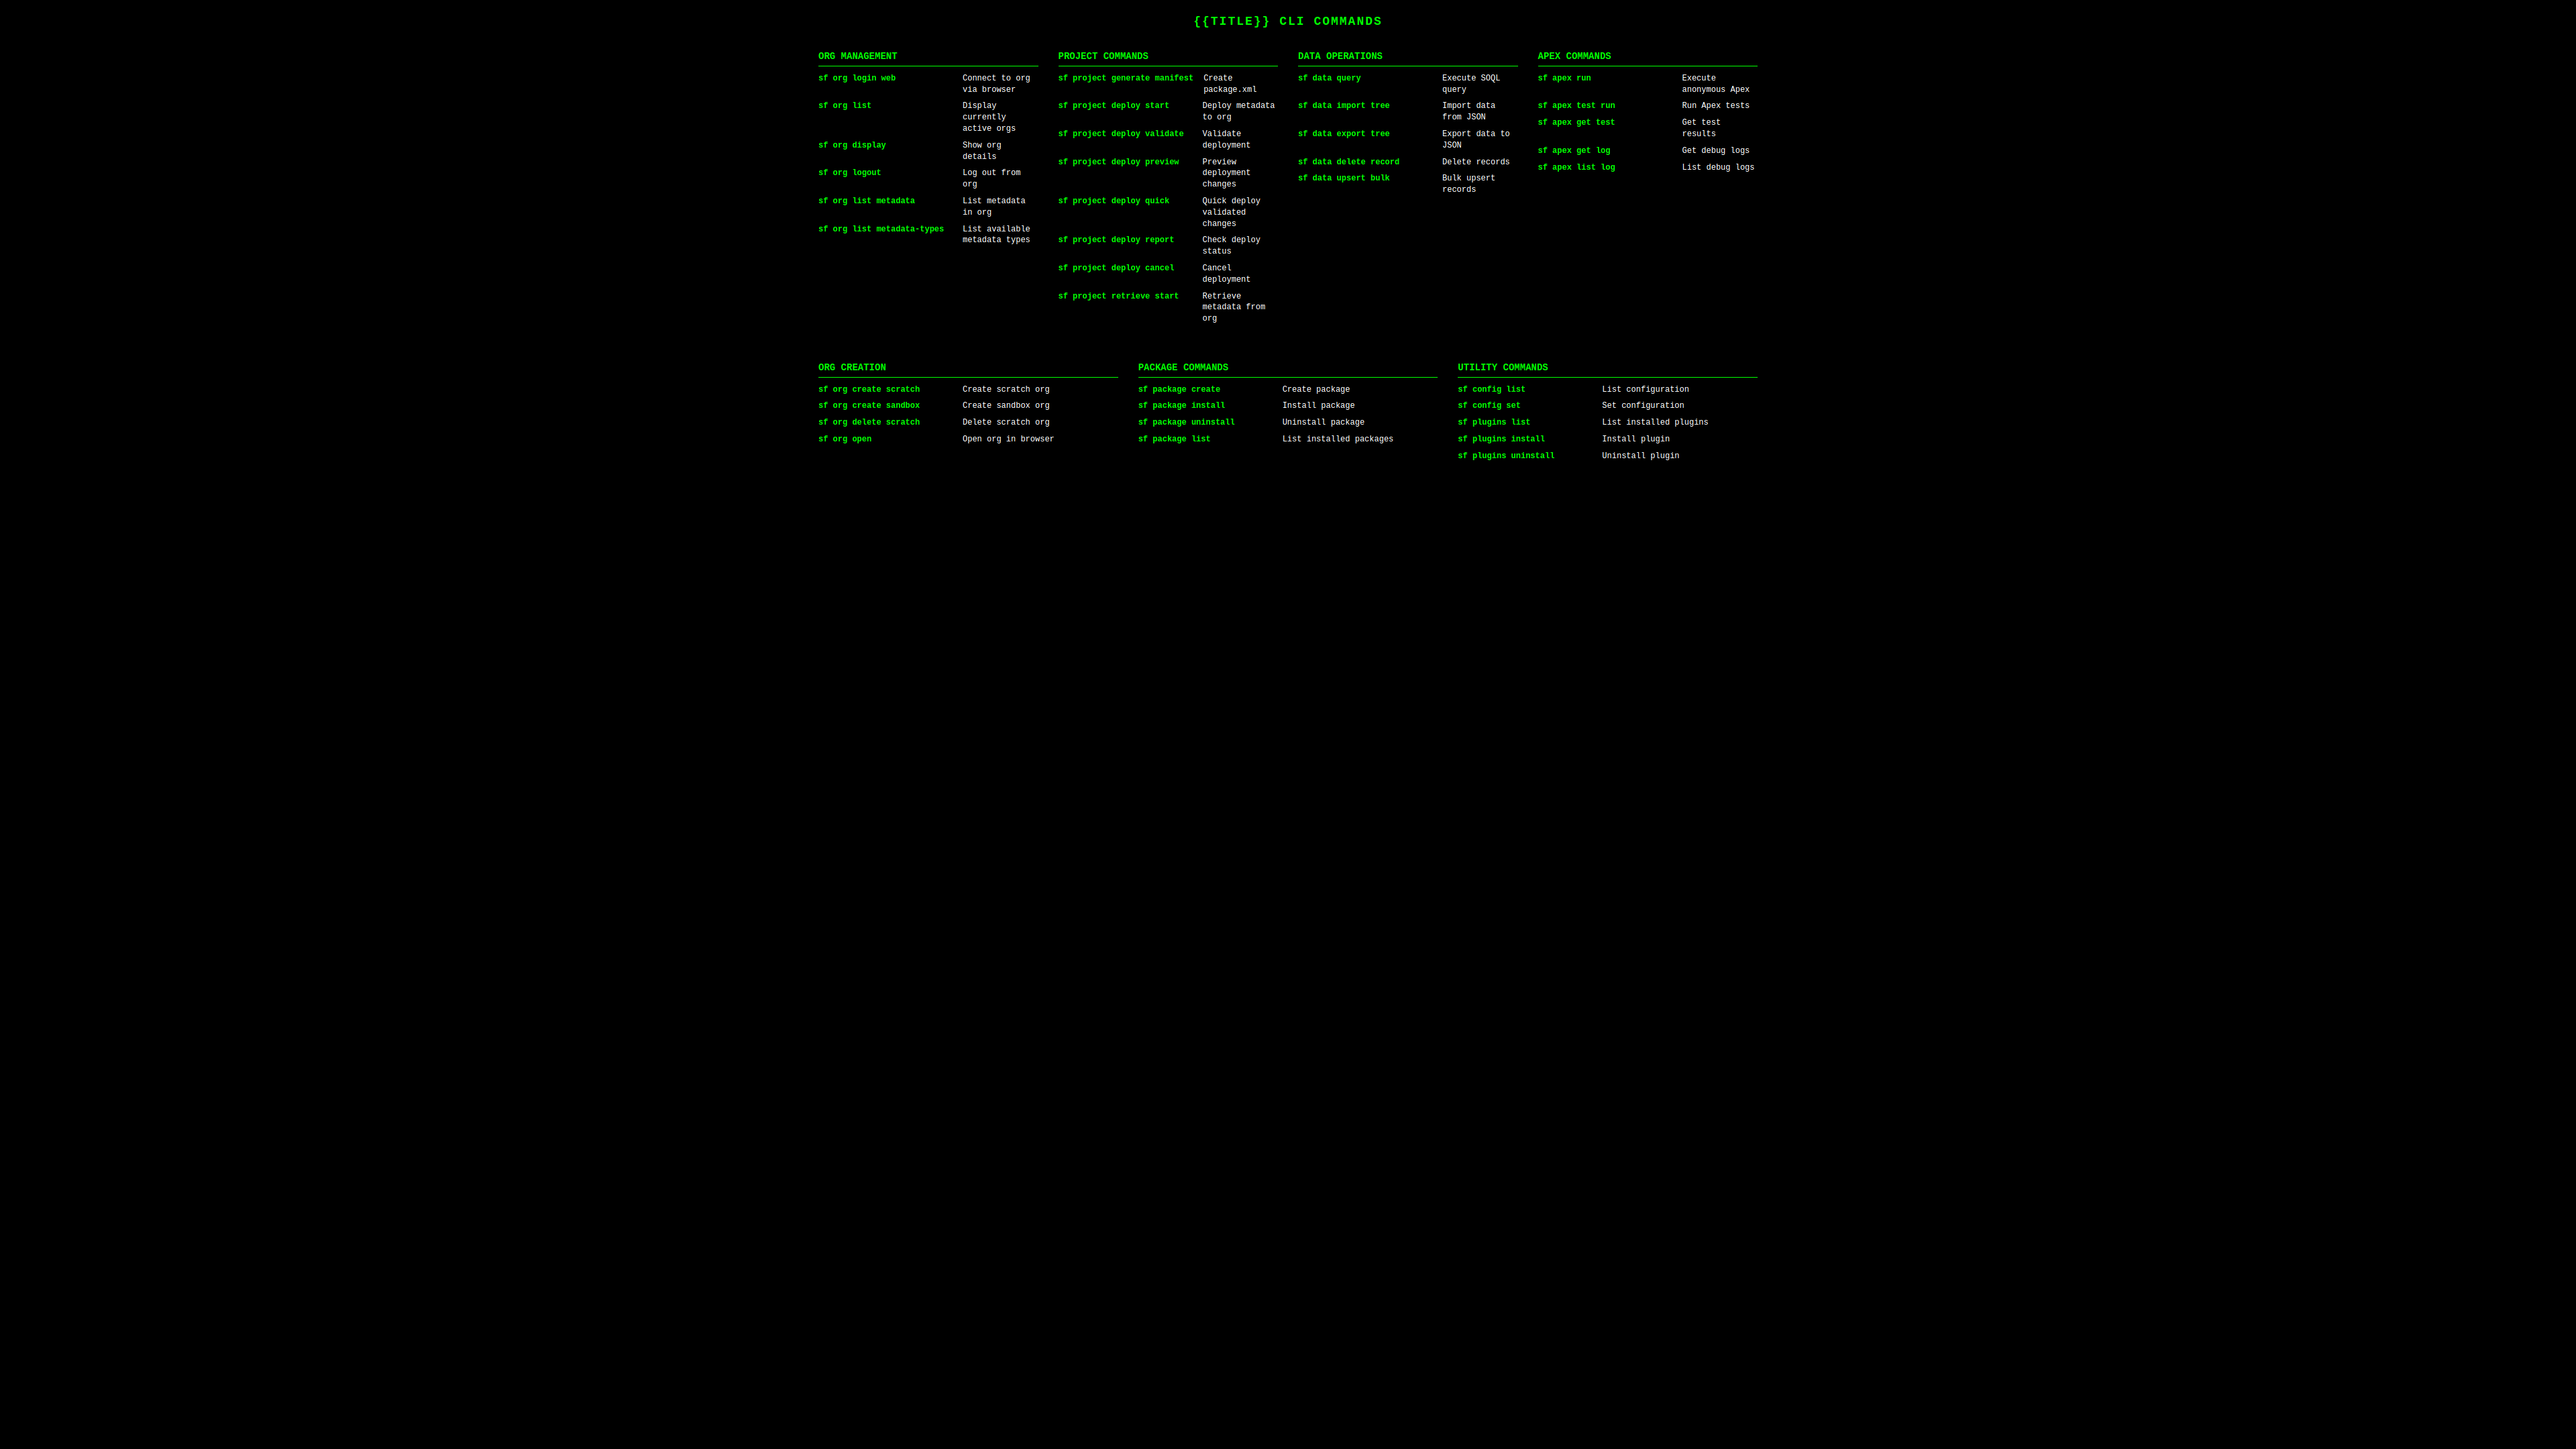 {{TITLE}} CLI COMMANDS
ORG MANAGEMENT
sf org login web Connect to org
via browser
sf org list Display
currently
active orgs
sf org display Show org
details
sf org logout Log out from
org
sf org list metadata List metadata
in org
sf org list metadata-types List available
metadata types
PROJECT COMMANDS
sf project generate manifest Create
package.xml
sf project deploy start Deploy metadata
to org
sf project deploy validate Validate
deployment
sf project deploy preview Preview
deployment
changes
sf project deploy quick Quick deploy
validated
changes
sf project deploy report Check deploy
status
sf project deploy cancel Cancel
deployment
sf project retrieve start Retrieve
metadata from
org
DATA OPERATIONS
sf data query Execute SOQL
query
sf data import tree Import data
from JSON
sf data export tree Export data to
JSON
sf data delete record Delete records
sf data upsert bulk Bulk upsert
records
APEX COMMANDS
sf apex run Execute
anonymous Apex
sf apex test run Run Apex tests
sf apex get test Get test
results
sf apex get log Get debug logs
sf apex list log List debug logs
ORG CREATION
sf org create scratch Create scratch org
sf org create sandbox Create sandbox org
sf org delete scratch Delete scratch org
sf org open Open org in browser
PACKAGE COMMANDS
sf package create Create package
sf package install Install package
sf package uninstall Uninstall package
sf package list List installed packages
UTILITY COMMANDS
sf config list List configuration
sf config set Set configuration
sf plugins list List installed plugins
sf plugins install Install plugin
sf plugins uninstall Uninstall plugin